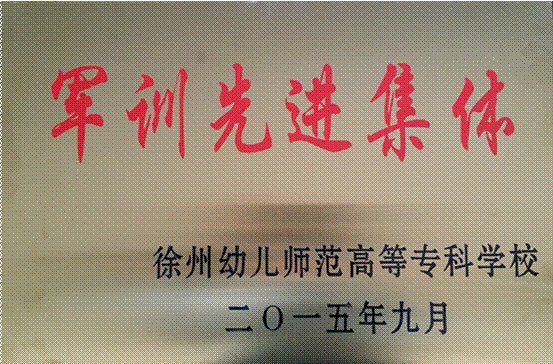 军训先进集体
徐州幼儿师范高等专科学校
二〇一五年九月